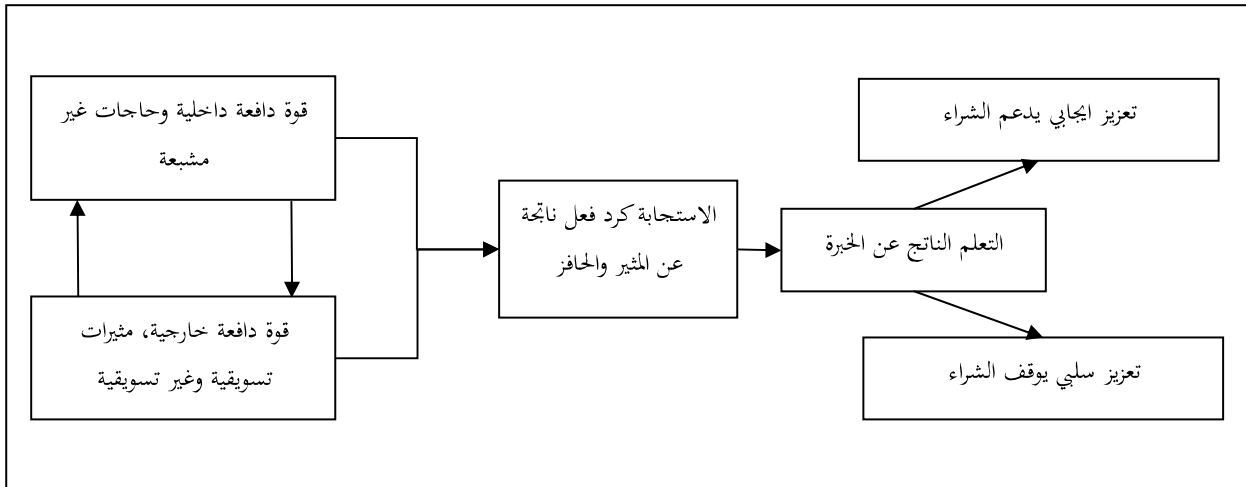 قوة دافعة داخلية وحاجات غير
مشبعة
قوة دافعة خارجية، مثيرات
تسويقية وغير تسويقية
الاستجابة كرد فعل ناتجة
عن المثير والحافز
التعلم الناتج عن الخبرة
تعزيز ايجابي يدعم الشراء
تعزيز سلبي يوقف الشراء